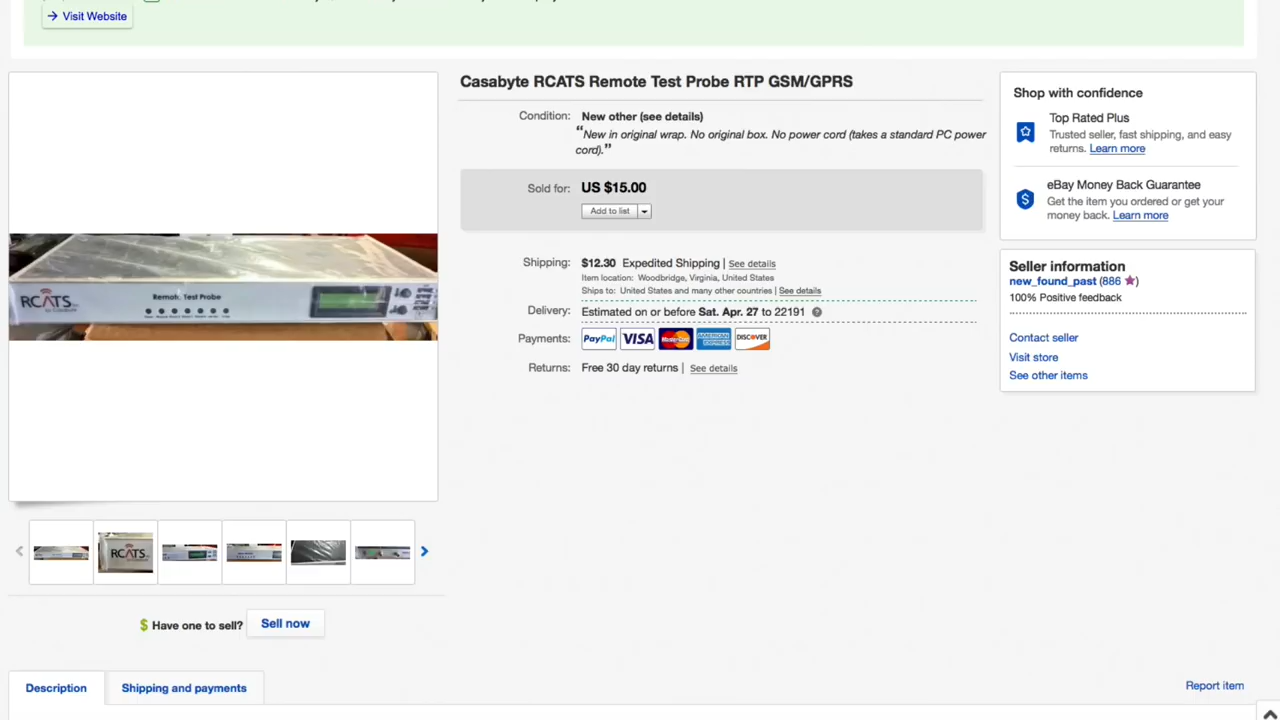 Visit Website
Casabyte RCATS Remote Test Probe RTP GSM/GPRS
Condition: New other (see details)
“New in original wrap. No original box. No power cord (takes a standard PC power
cord).”
Sold for: US $15.00
Add to list
Shipping: $12.30 Expedited Shipping | See details
Item location: Woodbridge, Virginia, United States
Ships to: United States and many other countries | See details
Delivery: Estimated on or before Sat. Apr. 27 to 22191
Payments: PayPal VISA MasterCard AMERICAN EXPRESS DISCOVER
Returns: Free 30 day returns | See details
Shop with confidence
Top Rated Plus
Trusted seller, fast shipping, and easy
returns. Learn more
eBay Money Back Guarantee
Get the item you ordered or get your
money back. Learn more
Seller information
new_found_past (886)
100% Positive feedback
Contact seller
Visit store
See other items
RCATS
Remote Test Probe
RCATS
$ Have one to sell? Sell now
Description
Shipping and payments
Report item